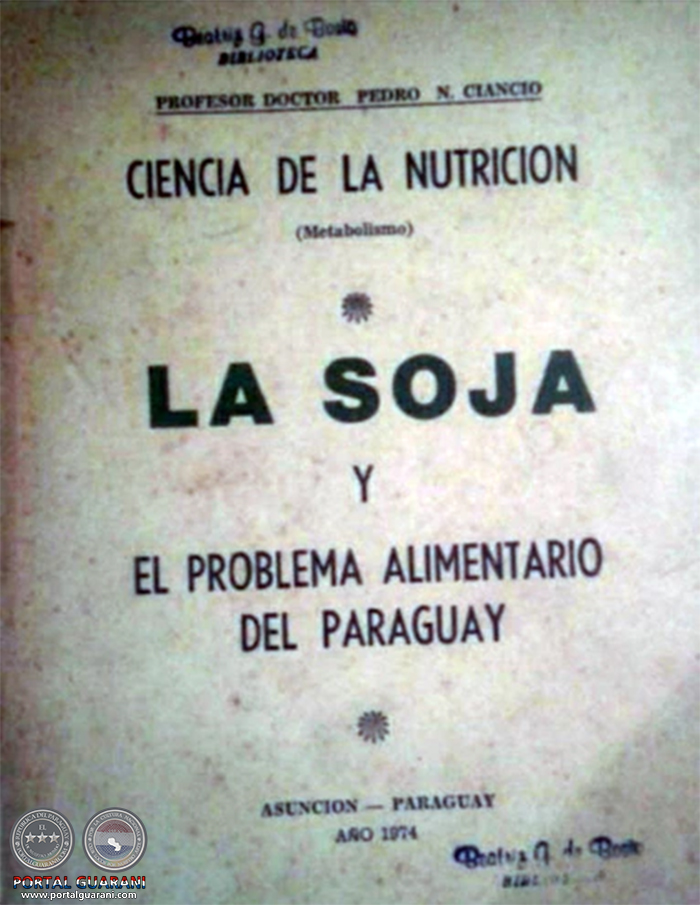 Beatriz G. de Bosio
BIBLIOTECA
PROFESOR DOCTOR PEDRO N. CIANCIO
CIENCIA DE LA NUTRICION
(Metabolismo)
LA SOJA
Y
EL PROBLEMA ALIMENTARIO
DEL PARAGUAY
ASUNCION — PARAGUAY
AÑO 1974
Beatriz G. de Bosio
PORTAL GUARANI
www.portalguarani.com